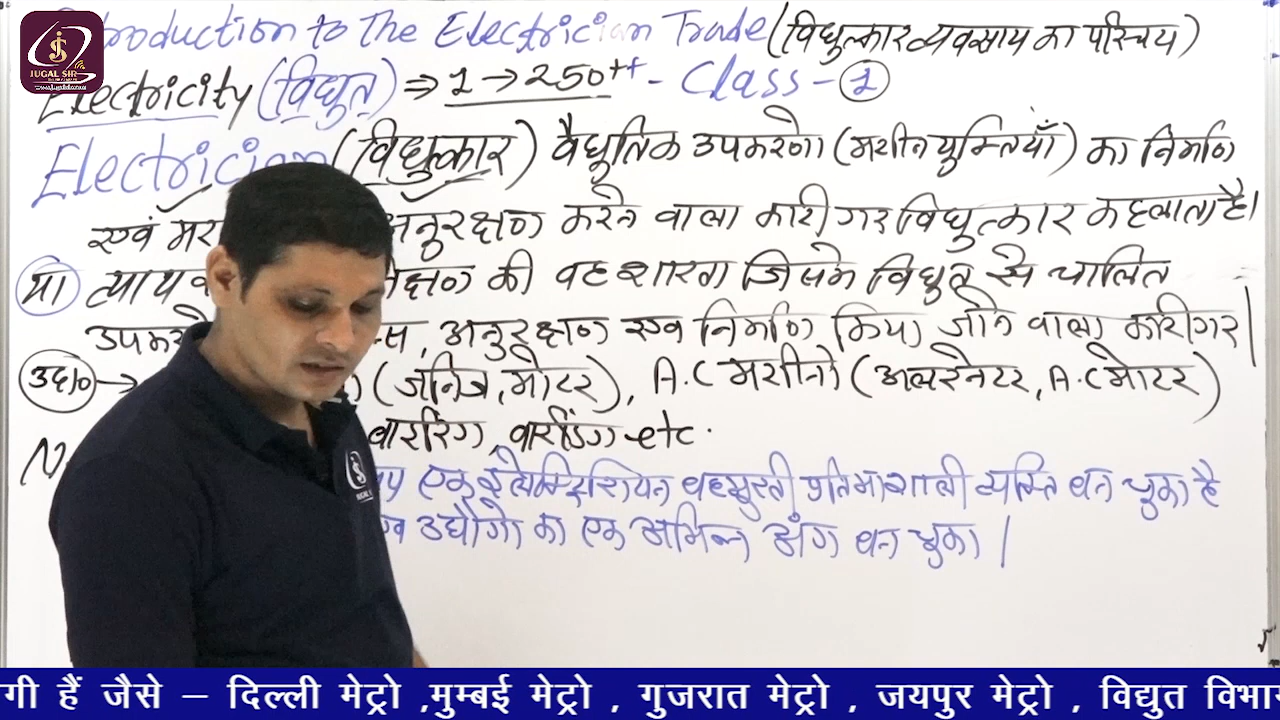 JUGAL SIR
Introduction to The Electrician Trade (विधुत्कार व्यवसाय का परिचय)
Electricity (विधुत) ⇒ 1 → 250++ - Class - 1
Electrician (विधुत्कार) वैधुतिक उपकरणो (मशीन युक्तियाँ) का निर्माण
एवं मर अनुरक्षण करने वाला कारीगर विधुत्कार कहलाता है।
या व्यव क्षण की वह शाखा जिसमे विधुत से चालित
उपकरणो अनुरक्षण एवं निर्माण किया जाने वाला कारीगर।
उदा० → (जनित्र, मोटर), A.C मशीनो (अल्टरनेटर, A.C मोटर)
वायरिंग, वाइंडिंग etc.
एक इलेक्ट्रिशियन बहुमुखी प्रतिभाशाली व्यक्ति बन चुका है
उद्योगो का एक अभिन्न अंग बन चुका।
गी हैं जैसे – दिल्ली मेट्रो ,मुम्बई मेट्रो , गुजरात मेट्रो , जयपुर मेट्रो , विद्युत विभा